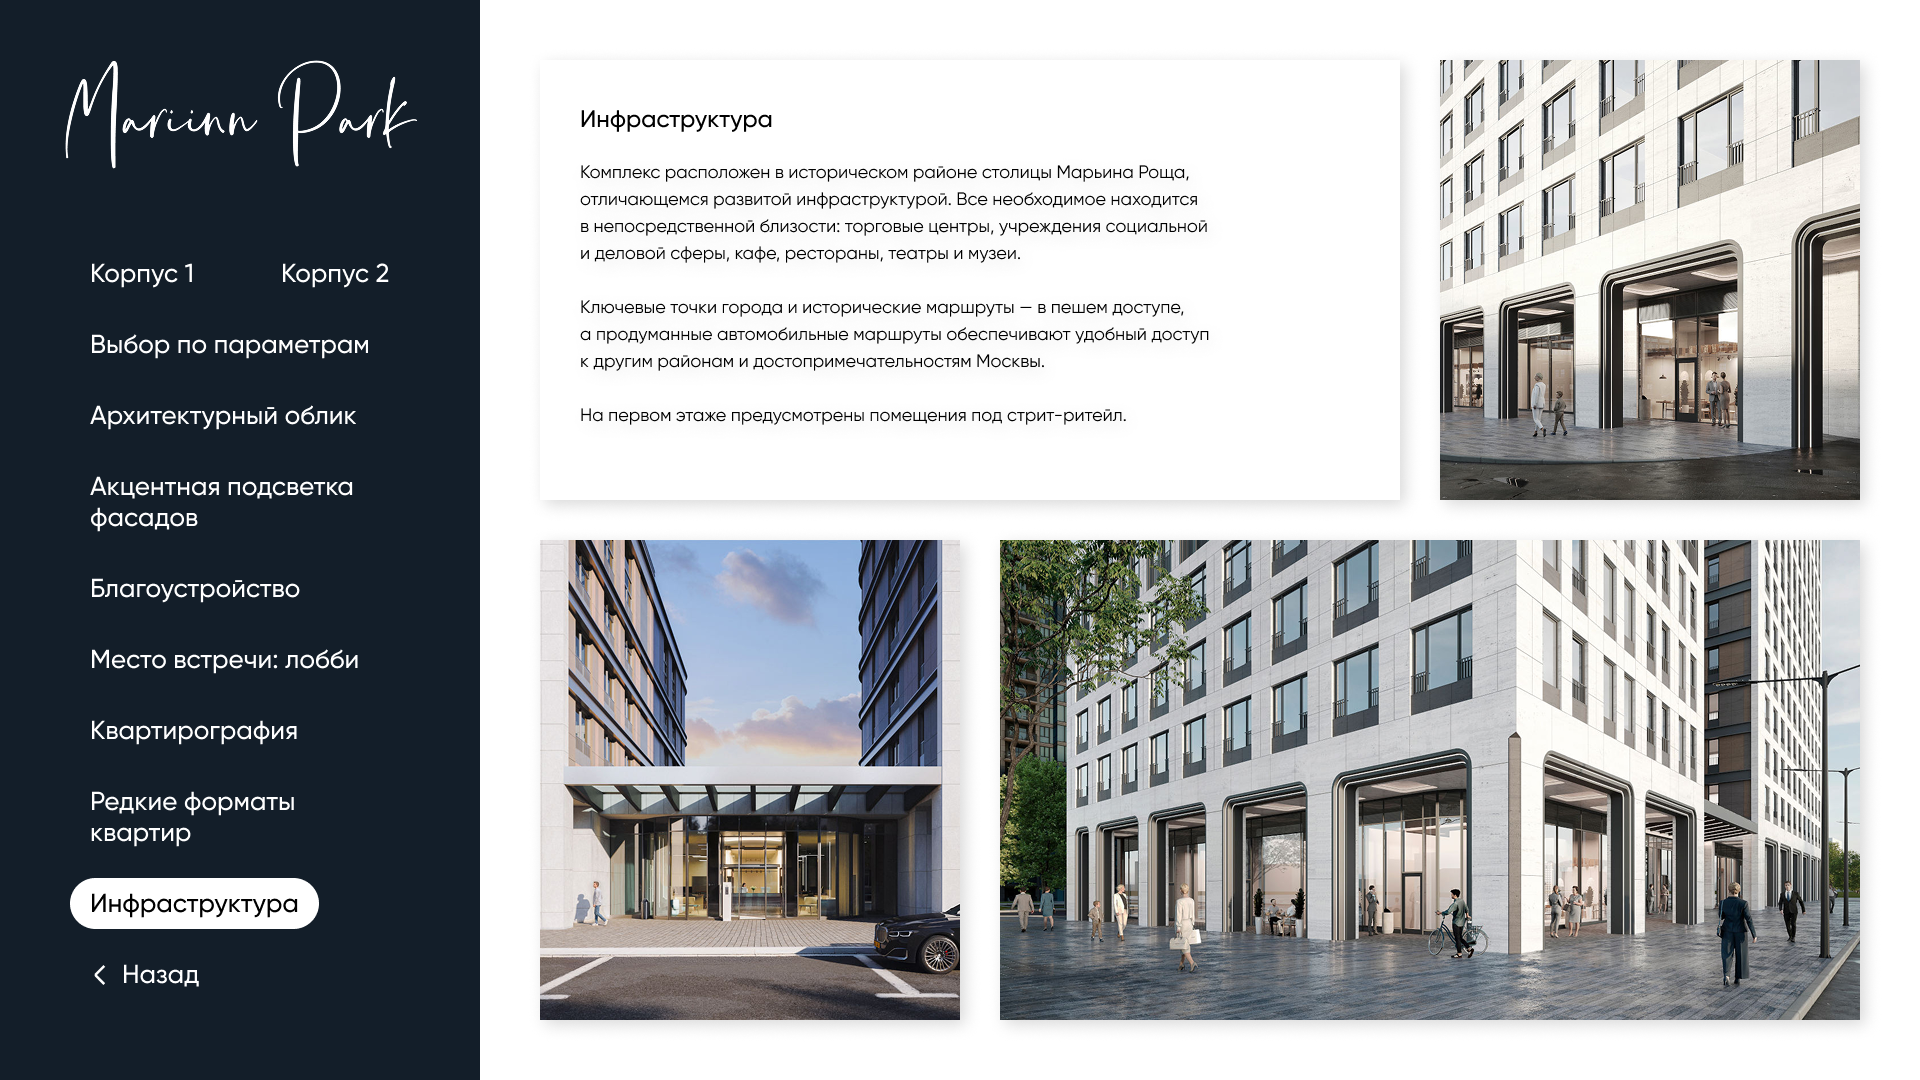 Mariinn Park
Корпус 1
Корпус 2
Выбор по параметрам
Архитектурный облик
Акцентная подсветка
фасадов
Благоустройство
Место встречи: лобби
Квартирография
Редкие форматы
квартир
Инфраструктура
Назад
Инфраструктура
Комплекс расположен в историческом районе столицы Марьина Роща,
отличающемся развитой инфраструктурой. Все необходимое находится
в непосредственной близости: торговые центры, учреждения социальной
и деловой сферы, кафе, рестораны, театры и музеи.
Ключевые точки города и исторические маршруты — в пешем доступе,
а продуманные автомобильные маршруты обеспечивают удобный доступ
к другим районам и достопримечательностям Москвы.
На первом этаже предусмотрены помещения под стрит-ритейл.